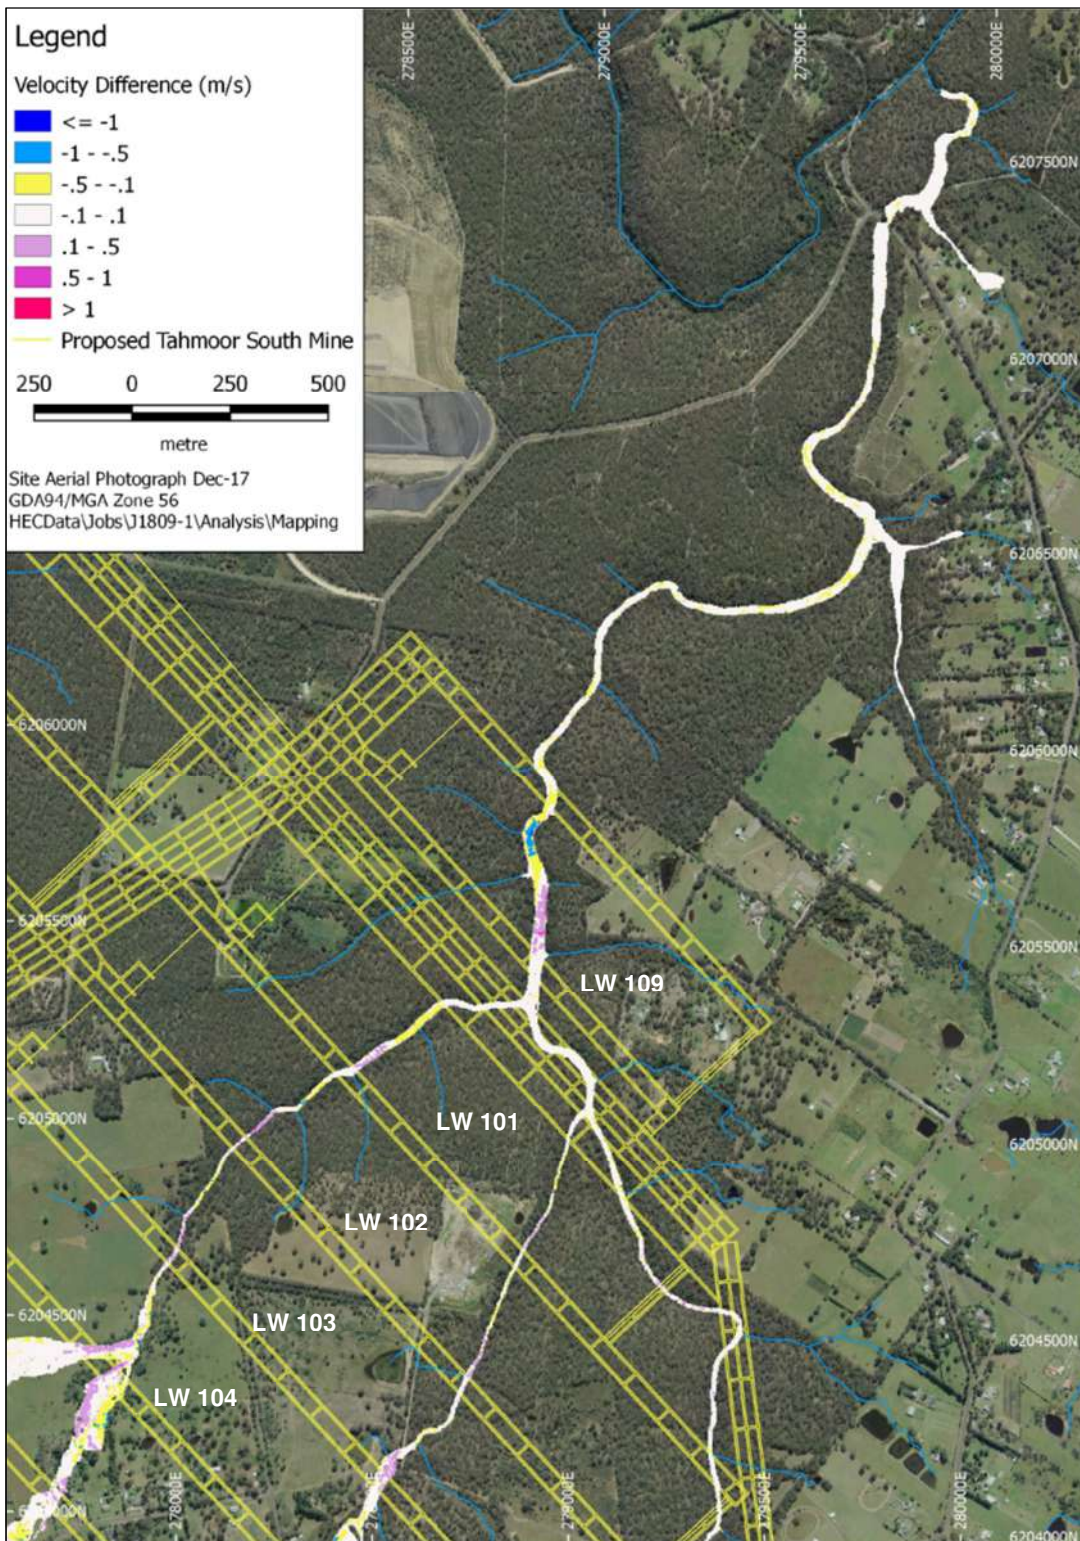 Legend
Velocity Difference (m/s)
<= -1
-1 - -.5
-.5 - -.1
-.1 - .1
.1 - .5
.5 - 1
> 1
Proposed Tahmoor South Mine
250 0 250 500
metre
Site Aerial Photograph Dec-17
GDA94/MGA Zone 56
HECData\Jobs\J1809-1\Analysis\Mapping
278500E
279000E
279500E
280000E
6207500N
6207000N
6206500N
6206000N
6206000N
6205500N
6205500N
LW 109
6205000N
LW 101
6205000N
LW 102
6204500N
LW 103
6204500N
LW 104
278000E
279000E
279500E
280000E
6204000N